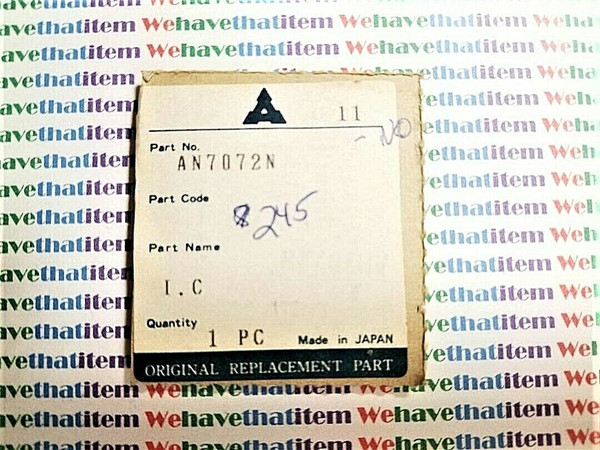 Wehavethatitem
11
-NO
Part No.
AN7072N
Part Code
$245
Part Name
I.C
Quantity
1 PC Made in JAPAN
ORIGINAL REPLACEMENT PART